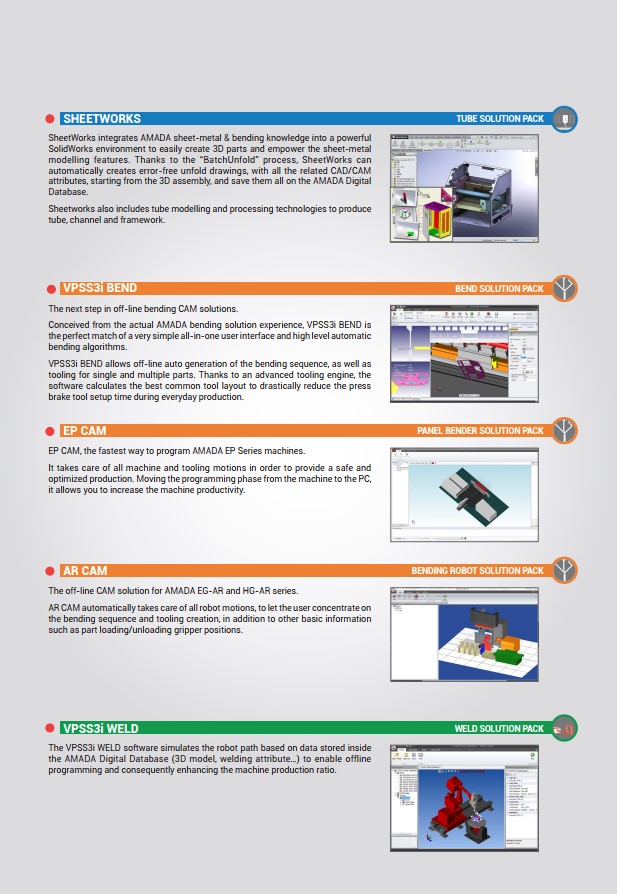 SHEETWORKS TUBE SOLUTION PACK
SheetWorks integrates AMADA sheet-metal & bending knowledge into a powerful
SolidWorks environment to easily create 3D parts and empower the sheet-metal
modelling features. Thanks to the “BatchUnfold” process, SheetWorks can
automatically creates error-free unfold drawings, with all the related CAD/CAM
attributes, starting from the 3D assembly, and save them all on the AMADA Digital
Database.
Sheetworks also includes tube modelling and processing technologies to produce
tube, channel and framework.
VPSS3i BEND BEND SOLUTION PACK
The next step in off-line bending CAM solutions.
Conceived from the actual AMADA bending solution experience, VPSS3i BEND is
the perfect match of a very simple all-in-one user interface and high level automatic
bending algorithms.
VPSS3i BEND allows off-line auto generation of the bending sequence, as well as
tooling for single and multiple parts. Thanks to an advanced tooling engine, the
software calculates the best common tool layout to drastically reduce the press
brake tool setup time during everyday production.
EP CAM PANEL BENDER SOLUTION PACK
EP CAM, the fastest way to program AMADA EP Series machines.
It takes care of all machine and tooling motions in order to provide a safe and
optimized production. Moving the programming phase from the machine to the PC,
it allows you to increase the machine productivity.
AR CAM BENDING ROBOT SOLUTION PACK
The off-line CAM solution for AMADA EG-AR and HG-AR series.
AR CAM automatically takes care of all robot motions, to let the user concentrate on
the bending sequence and tooling creation, in addition to other basic information
such as part loading/unloading gripper positions.
VPSS3i WELD WELD SOLUTION PACK
The VPSS3i WELD software simulates the robot path based on data stored inside
the AMADA Digital Database (3D model, welding attribute...) to enable offline
programming and consequently enhancing the machine production ratio.